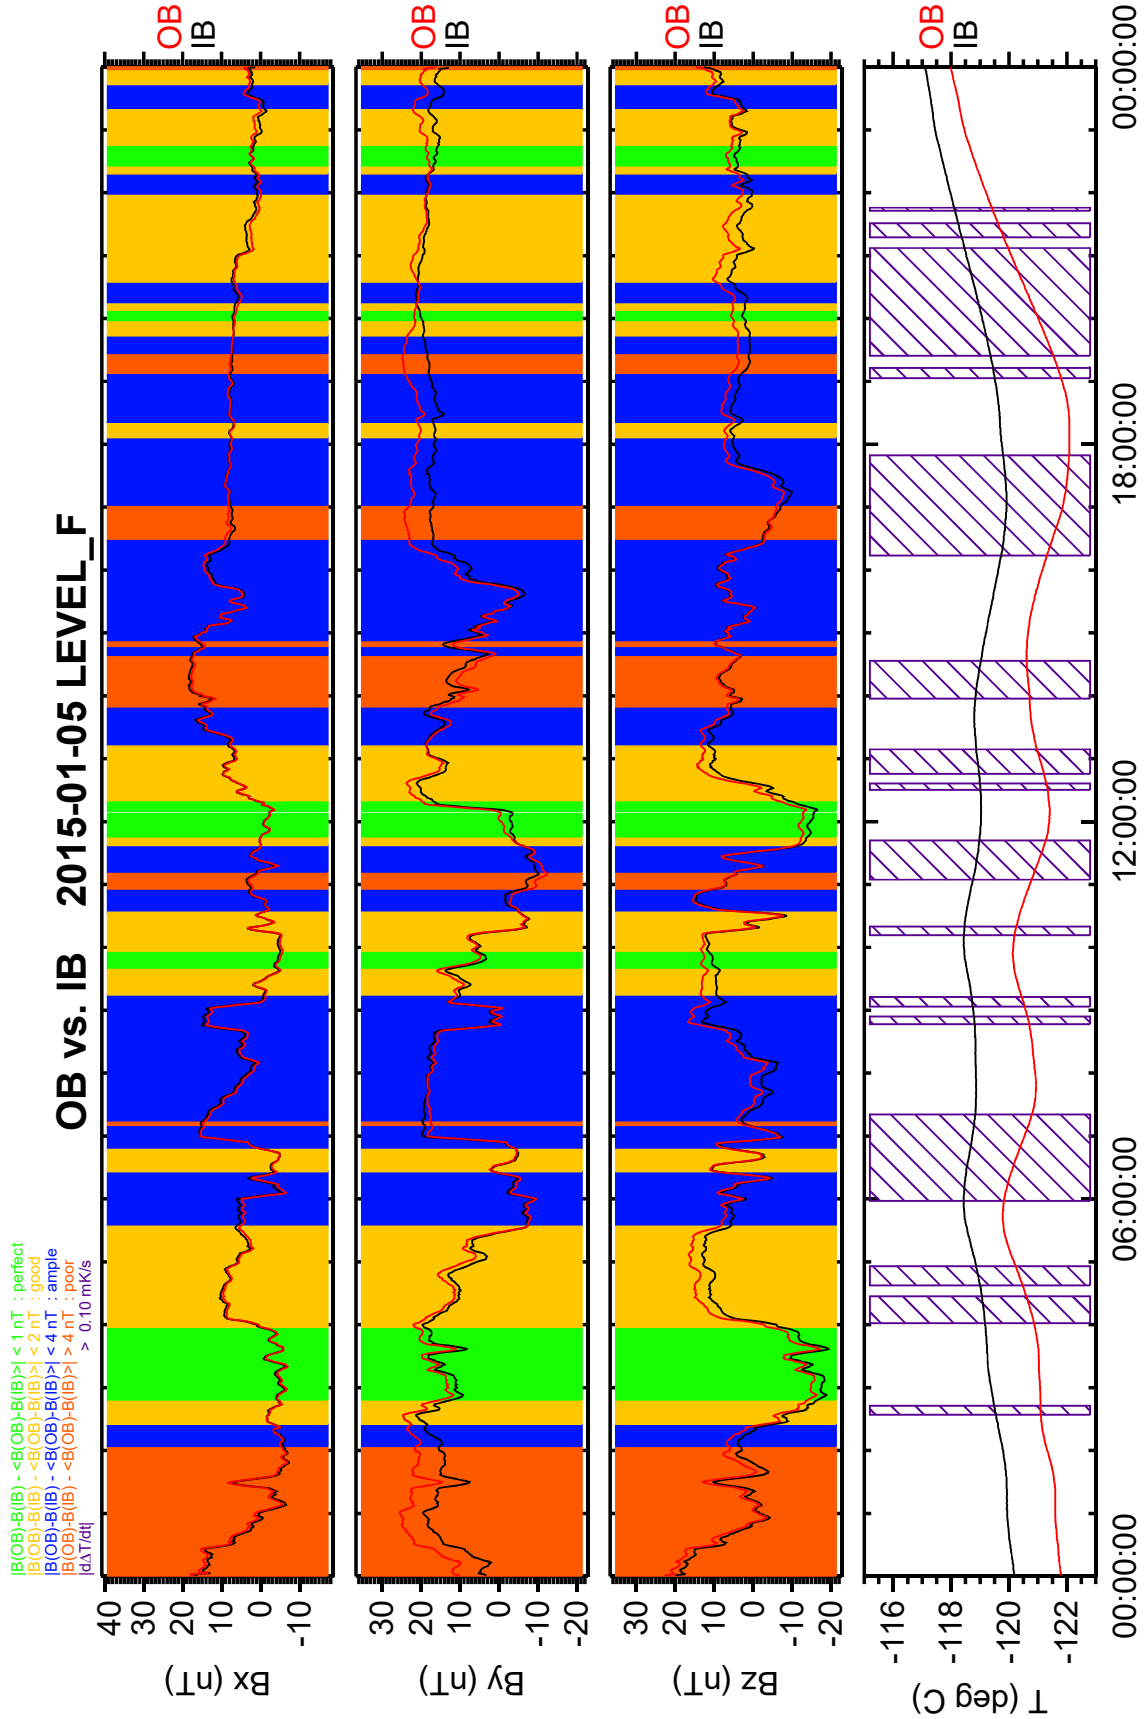 |B(OB)-B(IB) - <B(OB)-B(IB)>| < 1 nT : perfect
|B(OB)-B(IB) - <B(OB)-B(IB)>| < 2 nT : good
|B(OB)-B(IB) - <B(OB)-B(IB)>| < 4 nT : ample
|B(OB)-B(IB) - <B(OB)-B(IB)>| > 4 nT : poor
|dΔT/dt| > 0.10 mK/s
OB vs. IB 2015-01-05 LEVEL_F
Bx (nT)
40
30
20
10
0
-10
OB
IB
By (nT)
30
20
10
0
-10
-20
OB
IB
Bz (nT)
30
20
10
0
-10
-20
OB
IB
T (deg C)
-116
-118
-120
-122
OB
IB
00:00:00
06:00:00
12:00:00
18:00:00
00:00:00